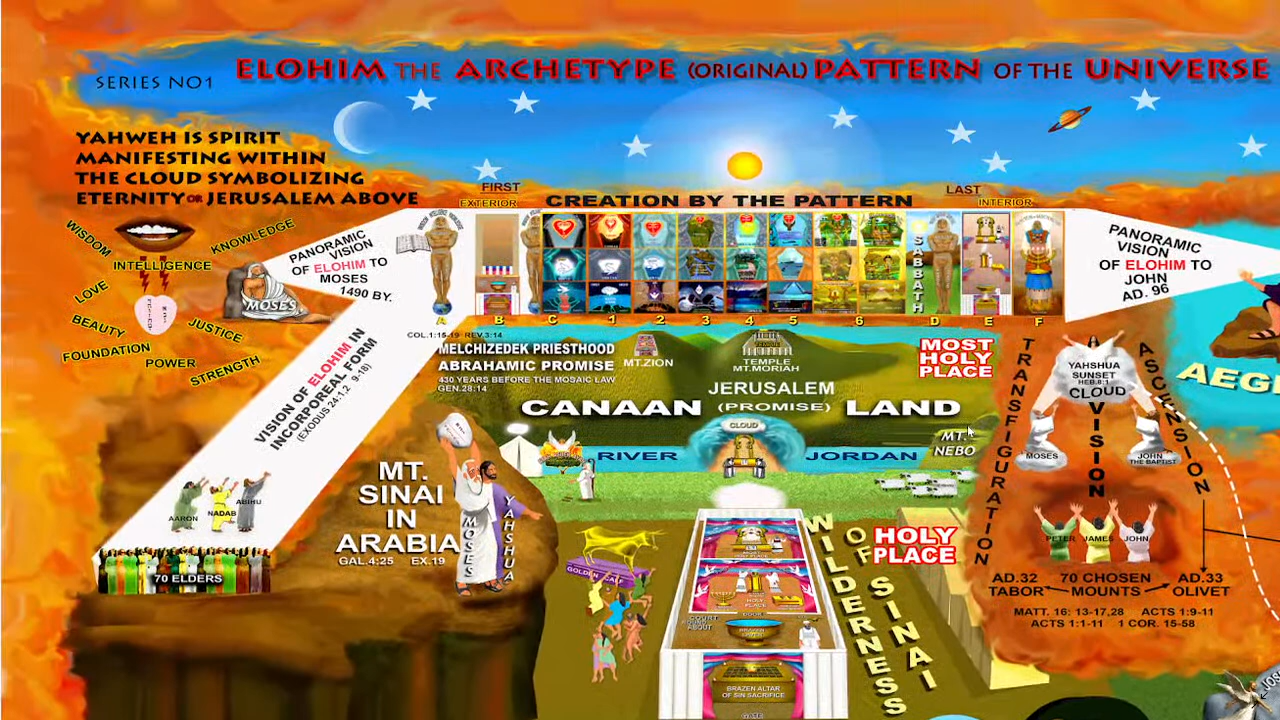 SERIES NO1
ELOHIM THE ARCHETYPE (ORIGINAL) PATTERN OF THE UNIVERSE
YAHWEH IS SPIRIT
MANIFESTING WITHIN
THE CLOUD SYMBOLIZING
ETERNITY OR JERUSALEM ABOVE
FIRST
EXTERIOR
CREATION BY THE PATTERN
LAST
INTERIOR
WISDOM
KNOWLEDGE
INTELLIGENCE
LOVE
BEAUTY
JUSTICE
FOUNDATION
POWER
STRENGTH
MOSES
PANORAMIC
VISION
OF ELOHIM TO
MOSES
1490 BY.
SABBATH
A B C 1 2 3 4 5 6 D E F
PANORAMIC
VISION
OF ELOHIM TO
JOHN
AD. 96
VISION OF ELOHIM IN
INCORPOREAL FORM
(EXODUS 24:1,2 9-18)
COL.1:15-19 REV.3:14
MELCHIZEDEK PRIESTHOOD
ABRAHAMIC PROMISE
430 YEARS BEFORE THE MOSAIC LAW
GEN.28:14
MT.ZION
TEMPLE
MT.MORIAH
MOST
HOLY
PLACE
JERUSALEM
CANAAN (PROMISE) LAND
CLOUD
RIVER JORDAN
MT.
NEBO
AEGE
TRANSFIGURATION
ASCENSION
YAHSHUA
SUNSET
HEB.8:1
CLOUD
VISION
MOSES
JOHN
THE BAPTIST
PETER JAMES JOHN
AD.32 70 CHOSEN AD.33
TABOR MOUNTS OLIVET
MATT. 16: 13-17,28 ACTS 1:9-11
ACTS 1:1-11 1 COR. 15-58
AARON
NADAB
ABIHU
70 ELDERS
MT.
SINAI
IN
ARABIA
GAL.4:25 EX.19
MOSES
YAHSHUA
GOLDEN CALF
WILDERNESS
OF SINAI
HOLY
PLACE
COURT
ABOUT
BRAZEN ALTAR
OF SIN SACRIFICE
GATE